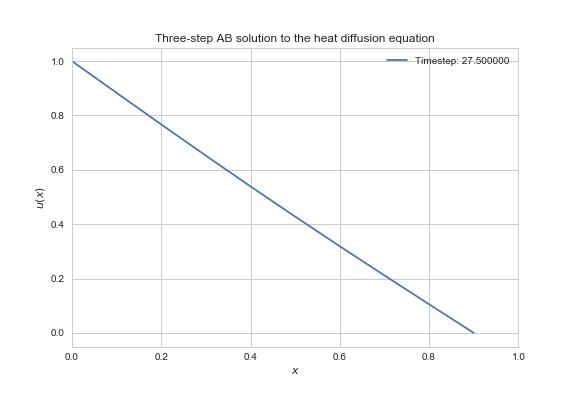 Three-step AB solution to the heat diffusion equation
Timestep: 27.500000
1.0
0.8
0.6
0.4
0.2
0.0
u(x)
0.0 0.2 0.4 0.6 0.8 1.0
x